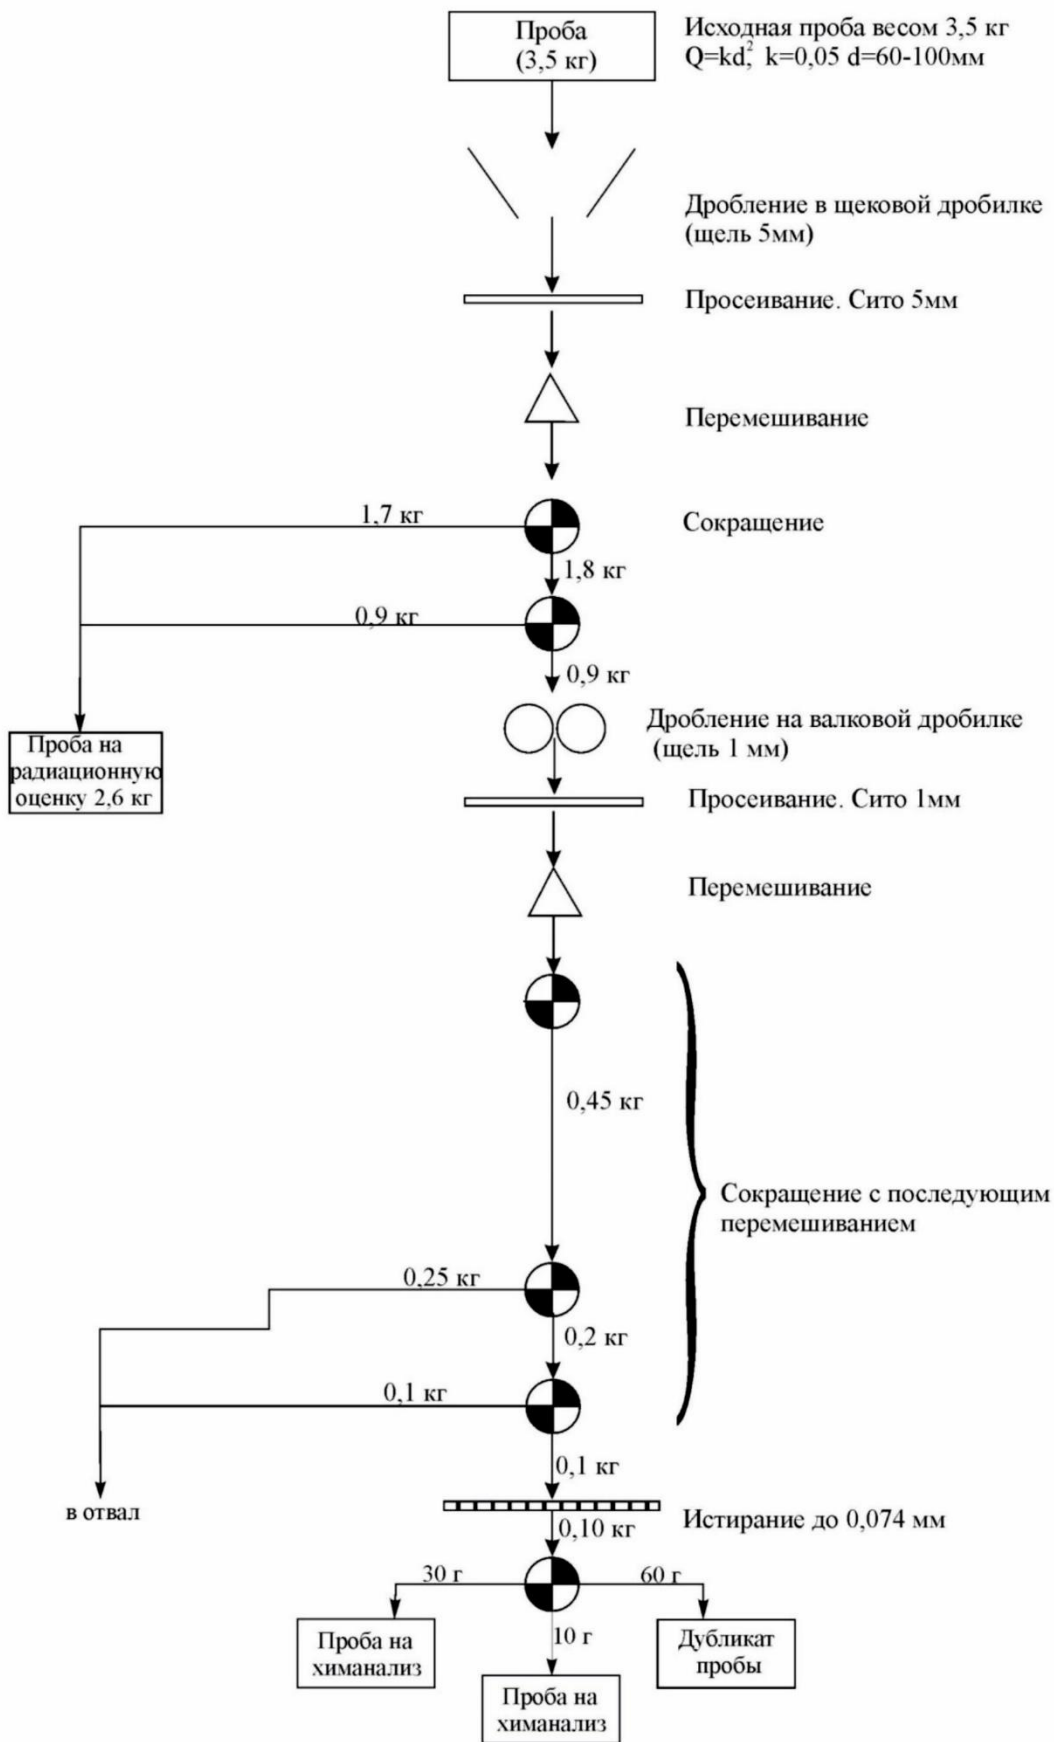 Проба
(3,5 кг)
Исходная проба весом 3,5 кг
Q=kd², k=0,05 d=60-100мм
Дробление в щековой дробилке
(щель 5мм)
Просеивание. Сито 5мм
Перемешивание
1,7 кг
Сокращение
1,8 кг
0,9 кг
0,9 кг
Проба на
радиационную
оценку 2,6 кг
Дробление на валковой дробилке
(щель 1 мм)
Просеивание. Сито 1мм
Перемешивание
0,45 кг
Сокращение с последующим
перемешиванием
0,25 кг
0,2 кг
0,1 кг
0,1 кг
в отвал
Истирание до 0,074 мм
0,10 кг
30 г
60 г
10 г
Проба на
химанализ
Дубликат
пробы
Проба на
химанализ